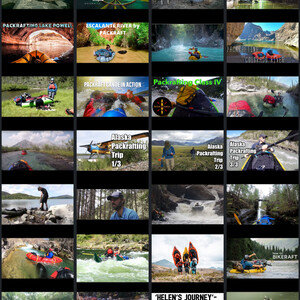 PACKRAFTING LAKE POWELL
ESCALANTE RIVER by
PACKRAFT
PACKRAFT
IN ACTION
Packrafting Class IV
Alaska
Packrafting
Trip
1/3
Alaska
Packrafting
Trip
2/3
Alaska
Packrafting
Trip
3/3
BIKERAFT
'HELEN'S JOURNEY'-